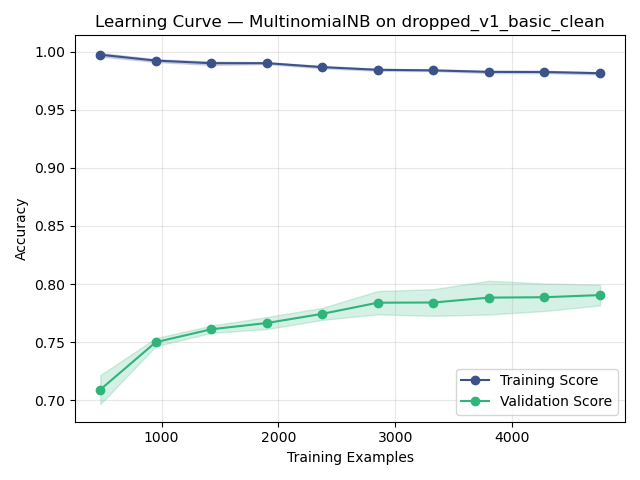 Learning Curve — MultinomialNB on dropped_v1_basic_clean
1.00
0.95
0.90
0.85
0.80
0.75
0.70
Accuracy
1000
2000
3000
4000
Training Examples
Training Score
Validation Score